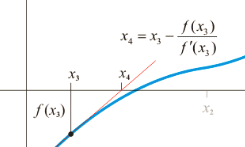 x₄ = x₃ − f(x₃) / f′(x₃)
x₃
x₄
f(x₃)
x₂